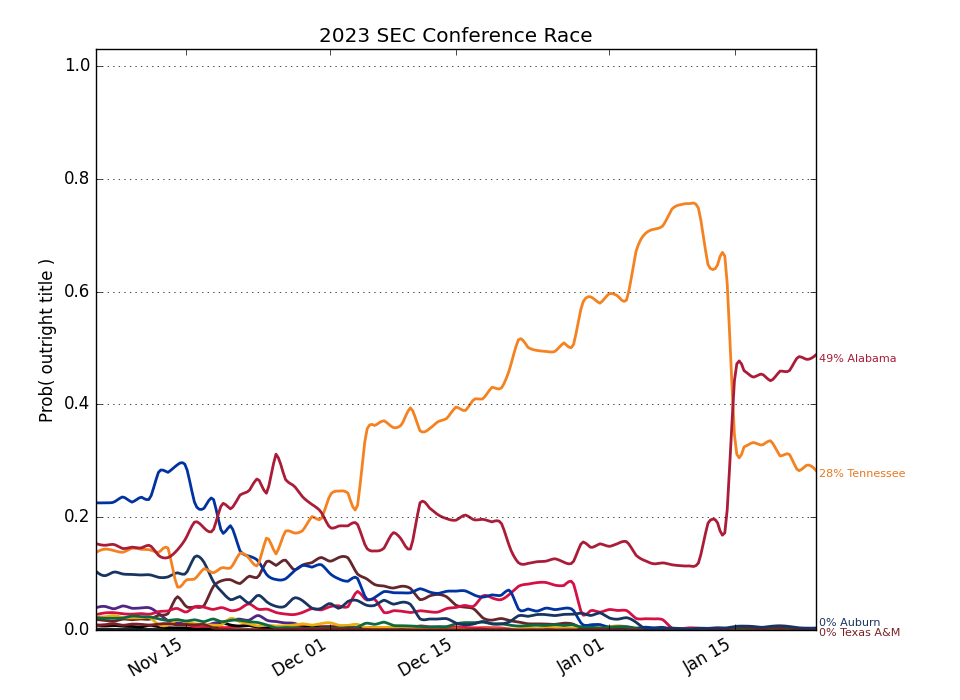 2023 SEC Conference Race
Prob( outright title )
1.0
0.8
0.6
0.4
0.2
0.0
49% Alabama
28% Tennessee
0% Auburn
0% Texas A&M
Nov 15
Dec 01
Dec 15
Jan 01
Jan 15